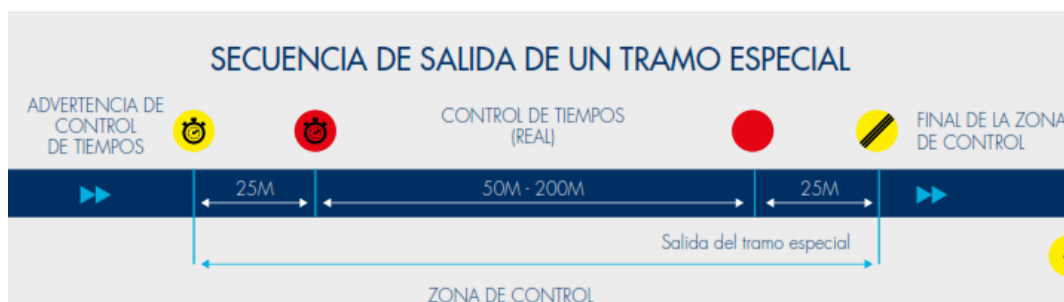 SECUENCIA DE SALIDA DE UN TRAMO ESPECIAL
ADVERTENCIA DE
CONTROL
DE TIEMPOS
CONTROL DE TIEMPOS
(REAL)
FINAL DE LA ZONA
DE CONTROL
25M
50M - 200M
25M
Salida del tramo especial
ZONA DE CONTROL